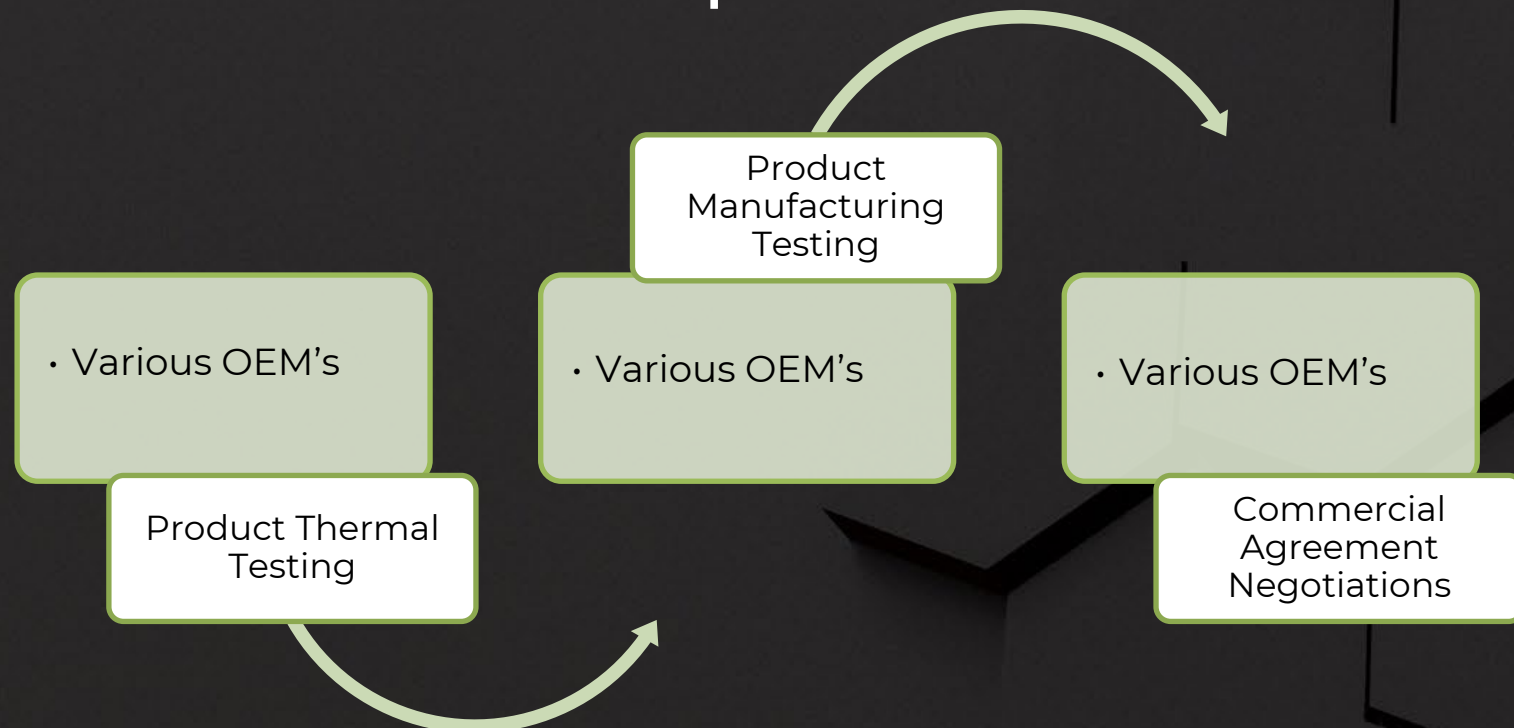 Product
Manufacturing
Testing
· Various OEM’s
· Various OEM’s
· Various OEM’s
Product Thermal
Testing
Commercial
Agreement
Negotiations